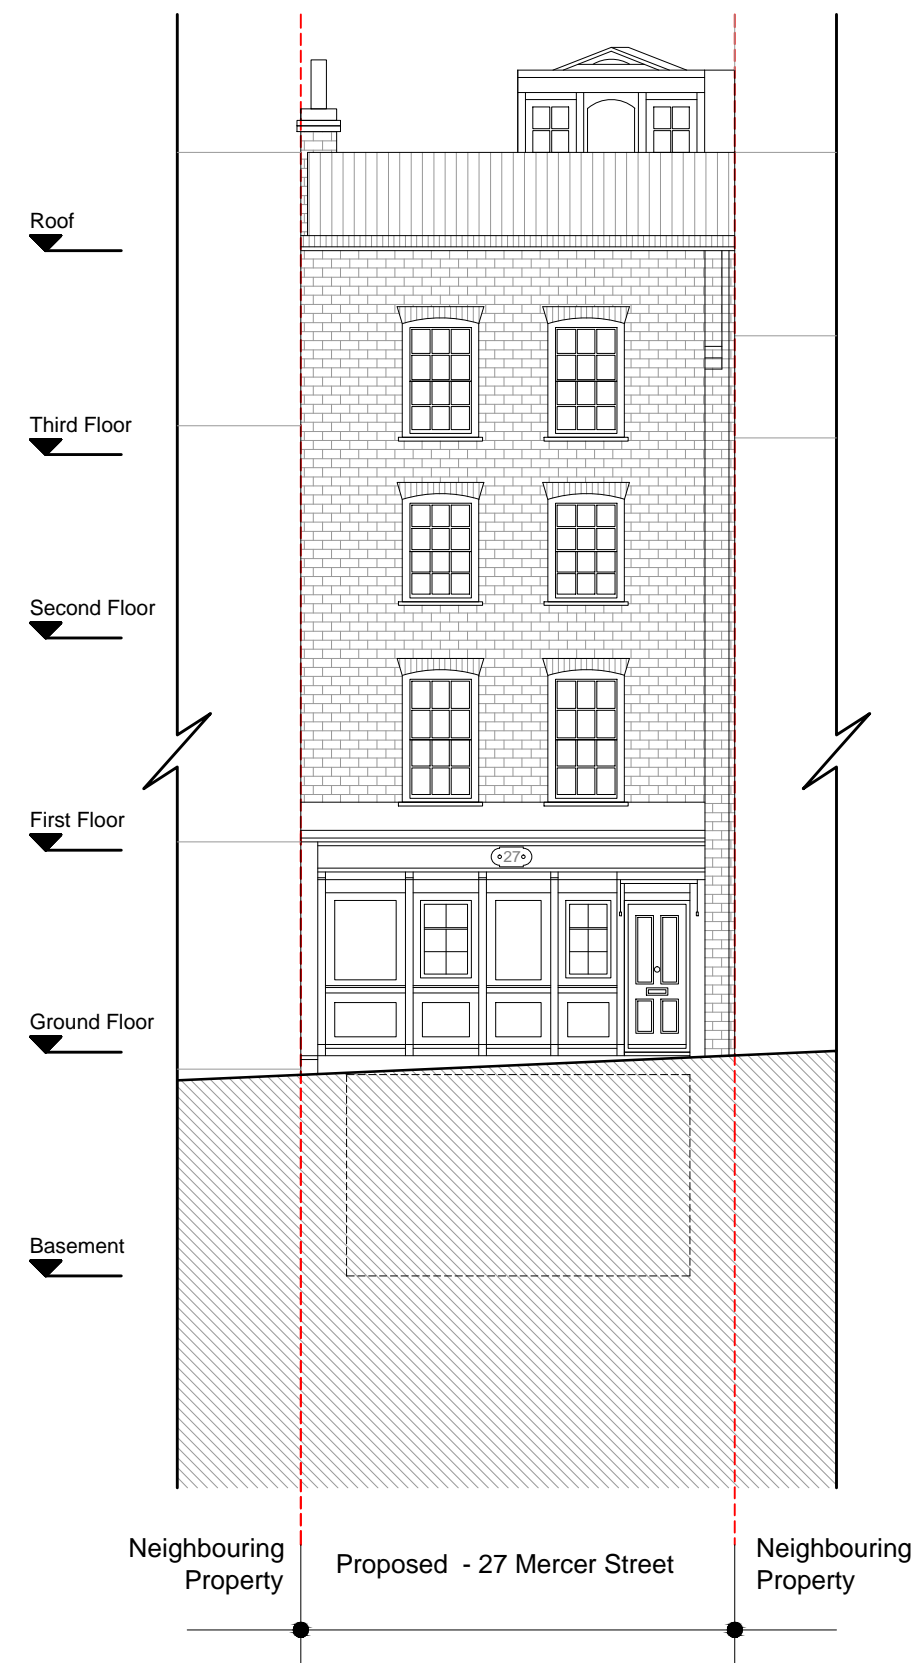 Roof
Third Floor
Second Floor
First Floor
27
Ground Floor
Basement
Neighbouring
Property
Proposed - 27 Mercer Street
Neighbouring
Property